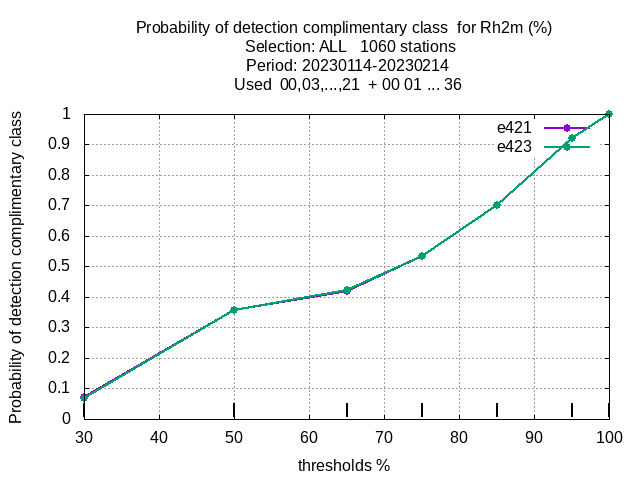 Probability of detection complimentary class  for Rh2m (%)
Selection: ALL   1060 stations
Period: 20230114-20230214
Used  00,03,...,21  + 00 01 ... 36
Probability of detection complimentary class
1
0.9
0.8
0.7
0.6
0.5
0.4
0.3
0.2
0.1
0
e421
e423
30 40 50 60 70 80 90 100
thresholds %